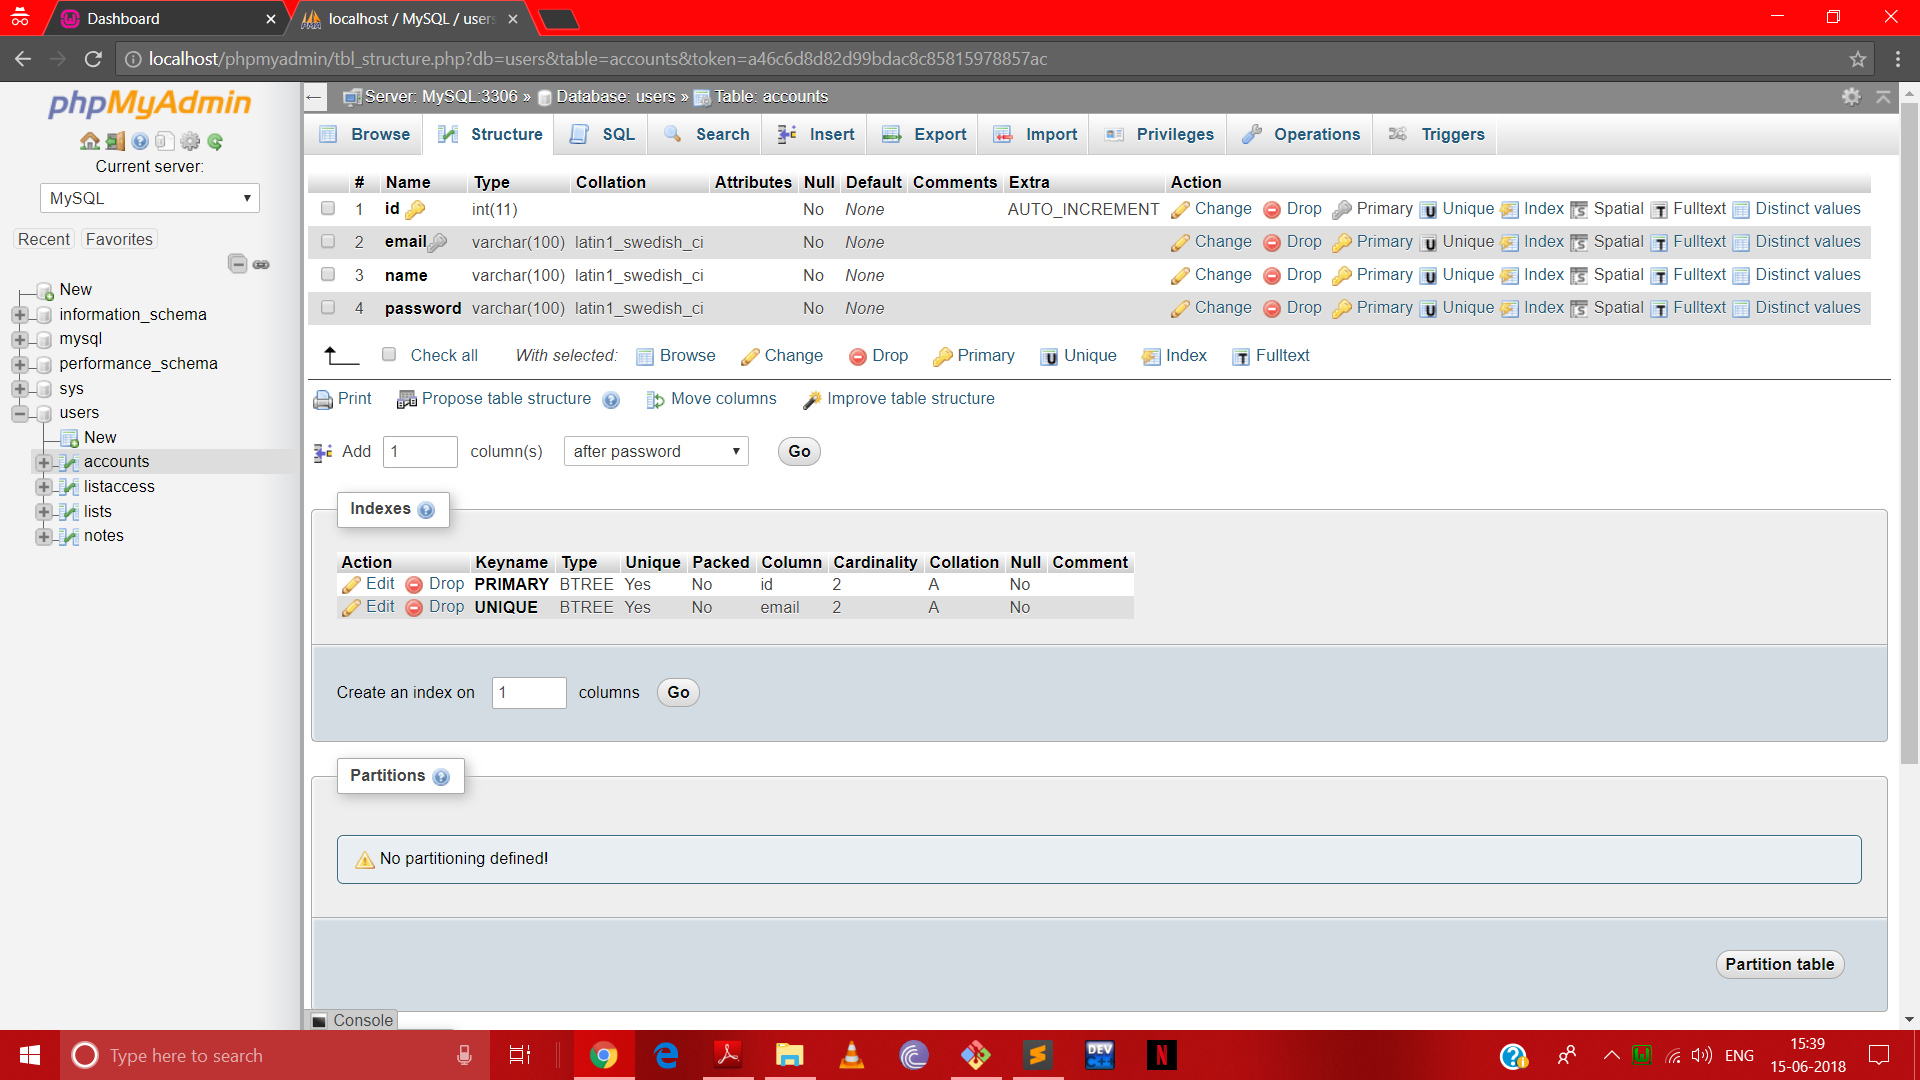 Dashboard
localhost / MySQL / users
localhost/phpmyadmin/tbl_structure.php?db=users&table=accounts&token=a46c6d8d82d99bdac8c85815978857ac
phpMyAdmin
Current server:
MySQL
Recent Favorites
New
information_schema
mysql
performance_schema
sys
users
New
accounts
listaccess
lists
notes
Server: MySQL:3306 » Database: users » Table: accounts
Browse Structure SQL Search Insert Export Import Privileges Operations Triggers
# Name Type Collation Attributes Null Default Comments Extra Action
1 id int(11) No None AUTO_INCREMENT Change Drop Primary Unique Index Spatial Fulltext Distinct values
2 email varchar(100) latin1_swedish_ci No None Change Drop Primary Unique Index Spatial Fulltext Distinct values
3 name varchar(100) latin1_swedish_ci No None Change Drop Primary Unique Index Spatial Fulltext Distinct values
4 password varchar(100) latin1_swedish_ci No None Change Drop Primary Unique Index Spatial Fulltext Distinct values
Check all With selected: Browse Change Drop Primary Unique Index Fulltext
Print Propose table structure Move columns Improve table structure
Add 1 column(s) after password Go
Indexes
Action Keyname Type Unique Packed Column Cardinality Collation Null Comment
Edit Drop PRIMARY BTREE Yes No id 2 A No
Edit Drop UNIQUE BTREE Yes No email 2 A No
Create an index on 1 columns Go
Partitions
No partitioning defined!
Partition table
Console
Type here to search
DEV
C++
N
ENG
15:39
15-06-2018